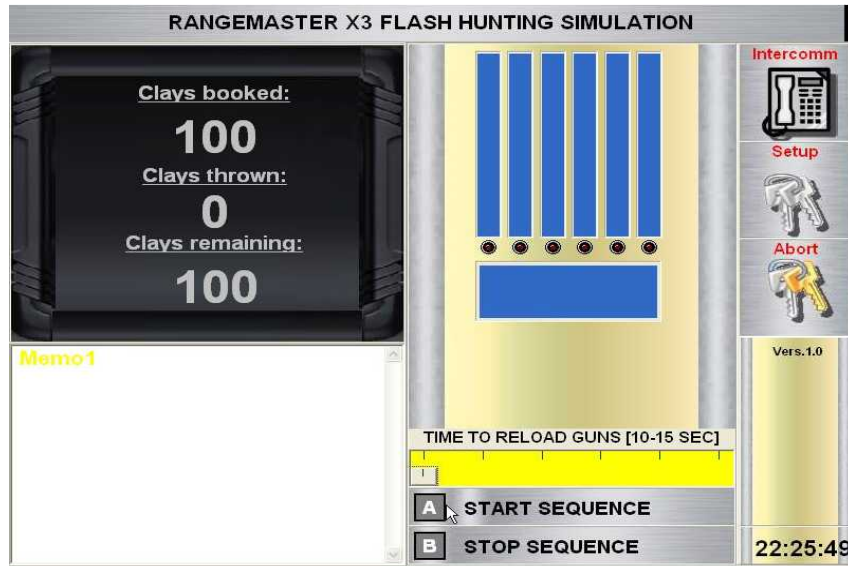 RANGEMASTER X3 FLASH HUNTING SIMULATION
Clays booked:
100
Clays thrown:
0
Clays remaining:
100
Memo1
TIME TO RELOAD GUNS [10-15 SEC]
A START SEQUENCE
B STOP SEQUENCE
Intercomm
Setup
Abort
Vers.1.0
22:25:49